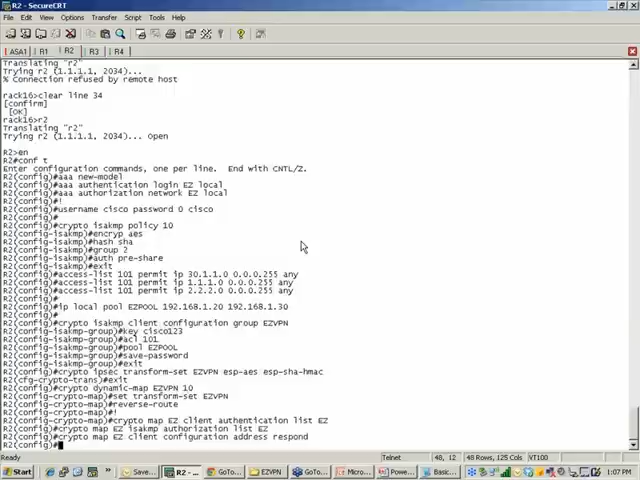 R2 - SecureCRT
File Edit View Options Transfer Script Tools Help
ASA1 R1 R2 R3 R4
Translating "r2"
Trying r2 (1.1.1.1, 2034)...
% Connection refused by remote host
rack16>clear line 34
[confirm]
[OK]
rack16>r2
Translating "r2"
Trying r2 (1.1.1.1, 2034)... Open
R2>en
R2#conf t
Enter configuration commands, one per line. End with CNTL/Z.
R2(config)#aaa new-model
R2(config)#aaa authentication login EZ local
R2(config)#aaa authorization network EZ local
R2(config)#!
R2(config)#username cisco password 0 cisco
R2(config)#
R2(config)#crypto isakmp policy 10
R2(config-isakmp)#encryp aes
R2(config-isakmp)#hash sha
R2(config-isakmp)#group 2
R2(config-isakmp)#auth pre-share
R2(config-isakmp)#exit
R2(config)#access-list 101 permit ip 30.1.1.0 0.0.0.255 any
R2(config)#access-list 101 permit ip 1.1.1.0 0.0.0.255 any
R2(config)#access-list 101 permit ip 2.2.2.0 0.0.0.255 any
R2(config)#
R2(config)#ip local pool EZPOOL 192.168.1.20 192.168.1.30
R2(config)#
R2(config)#crypto isakmp client configuration group EZVPN
R2(config-isakmp-group)#key cisco123
R2(config-isakmp-group)#acl 101
R2(config-isakmp-group)#pool EZPOOL
R2(config-isakmp-group)#save-password
R2(config-isakmp-group)#exit
R2(config)#crypto ipsec transform-set EZVPN esp-aes esp-sha-hmac
R2(cfg-crypto-trans)#exit
R2(config)#crypto dynamic-map EZVPN 10
R2(config-crypto-map)#set transform-set EZVPN
R2(config-crypto-map)#reverse-route
R2(config-crypto-map)#!
R2(config-crypto-map)#crypto map EZ client authentication list EZ
R2(config)#crypto map EZ isakmp authorization list EZ
R2(config)#crypto map EZ client configuration address respond
R2(config)#
Ready Telnet 48, 12 48 Rows, 125 Cols VT100
Start Save... R2 - ... GoTo... EZVPN GoTo... Micro... Power... Basic... 1:07 PM